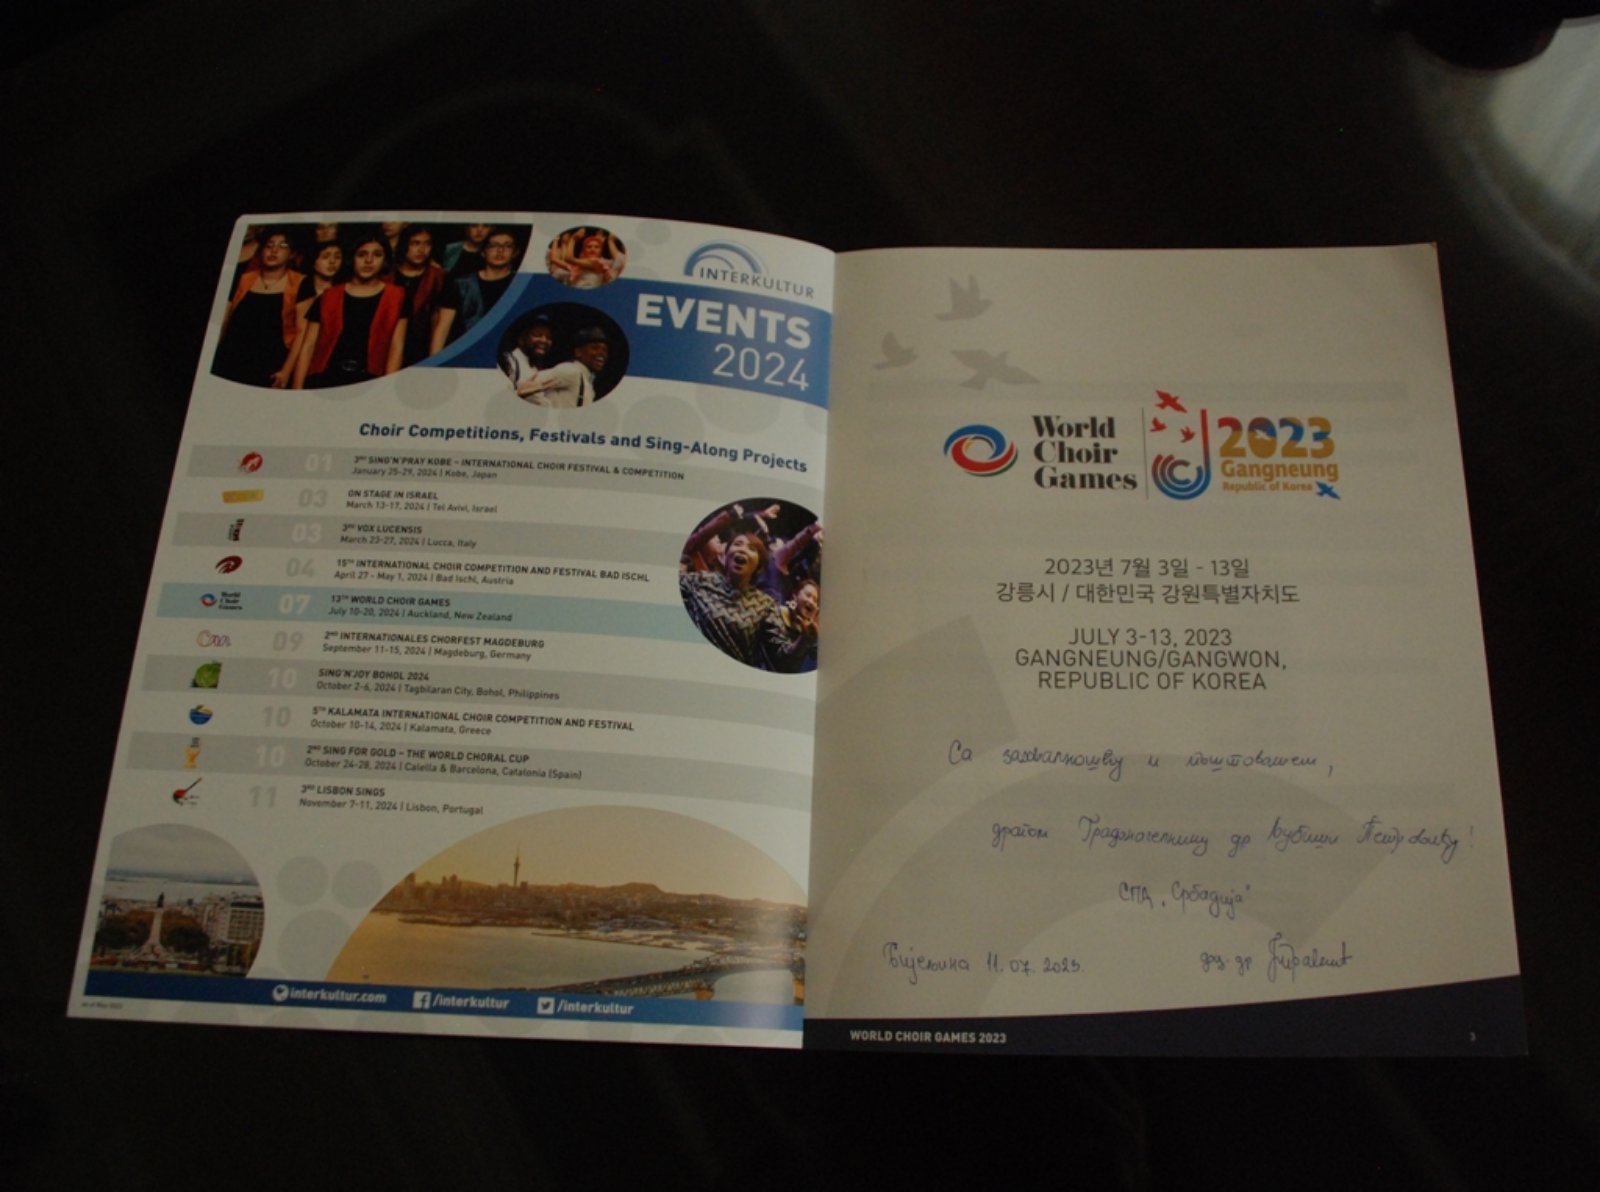 INTERKULTUR
EVENTS
2024
Choir Competitions, Festivals and Sing-Along Projects
01
3RD SING'N'PRAY KOBE – INTERNATIONAL CHOIR FESTIVAL & COMPETITION
January 25-29, 2024 | Kobe, Japan
03
ON STAGE IN ISRAEL
March 13-17, 2024 | Tel Aviv, Israel
03
3RD VOX LUCENSIS
March 23-27, 2024 | Lucca, Italy
04
15TH INTERNATIONAL CHOIR COMPETITION AND FESTIVAL BAD ISCHL
April 27 - May 1, 2024 | Bad Ischl, Austria
World
Choir
Games
07
13TH WORLD CHOIR GAMES
July 10-20, 2024 | Auckland, New Zealand
09
2ND INTERNATIONALES CHORFEST MAGDEBURG
September 11-15, 2024 | Magdeburg, Germany
10
SING'N'JOY BOHOL 2024
October 2-6, 2024 | Tagbilaran City, Bohol, Philippines
10
5TH KALAMATA INTERNATIONAL CHOIR COMPETITION AND FESTIVAL
October 10-14, 2024 | Kalamata, Greece
10
2ND SING FOR GOLD – THE WORLD CHORAL CUP
October 24-28, 2024 | Calella & Barcelona, Catalonia (Spain)
11
3RD LISBON SINGS
November 7-11, 2024 | Lisbon, Portugal
interkultur.com
/interkultur
/interkultur
World
Choir
Games
2023
Gangneung
Republic of Korea
2023년 7월 3일 - 13일
강릉시 / 대한민국 강원특별자치도
JULY 3-13, 2023
GANGNEUNG/GANGWON,
REPUBLIC OF KOREA
Са захвалношћу и поштовањем,
драгом Градоначелнику др Љубиши Петровићу!
СПД „Србадија"
Бијељина 11.07.2023.
доц. др
WORLD CHOIR GAMES 2023
3